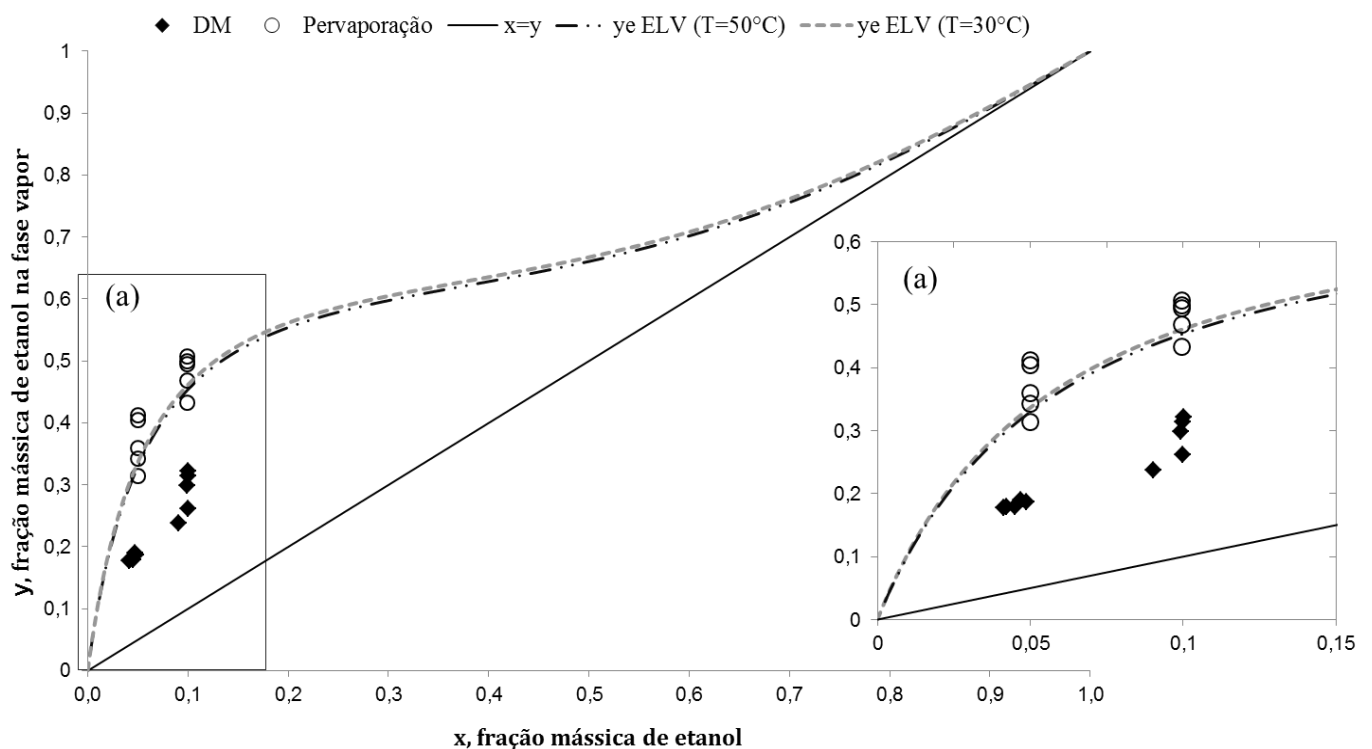 DM Pervaporação x=y ye ELV (T=50°C) ye ELV (T=30°C)
y, fração mássica de etanol na fase vapor
1
0,9
0,8
0,7
0,6
0,5
0,4
0,3
0,2
0,1
0
(a)
0,0 0,1 0,2 0,3 0,4 0,5 0,6 0,7 0,8 0,9 1,0
x, fração mássica de etanol
(a)
0,6
0,5
0,4
0,3
0,2
0,1
0
0 0,05 0,1 0,15